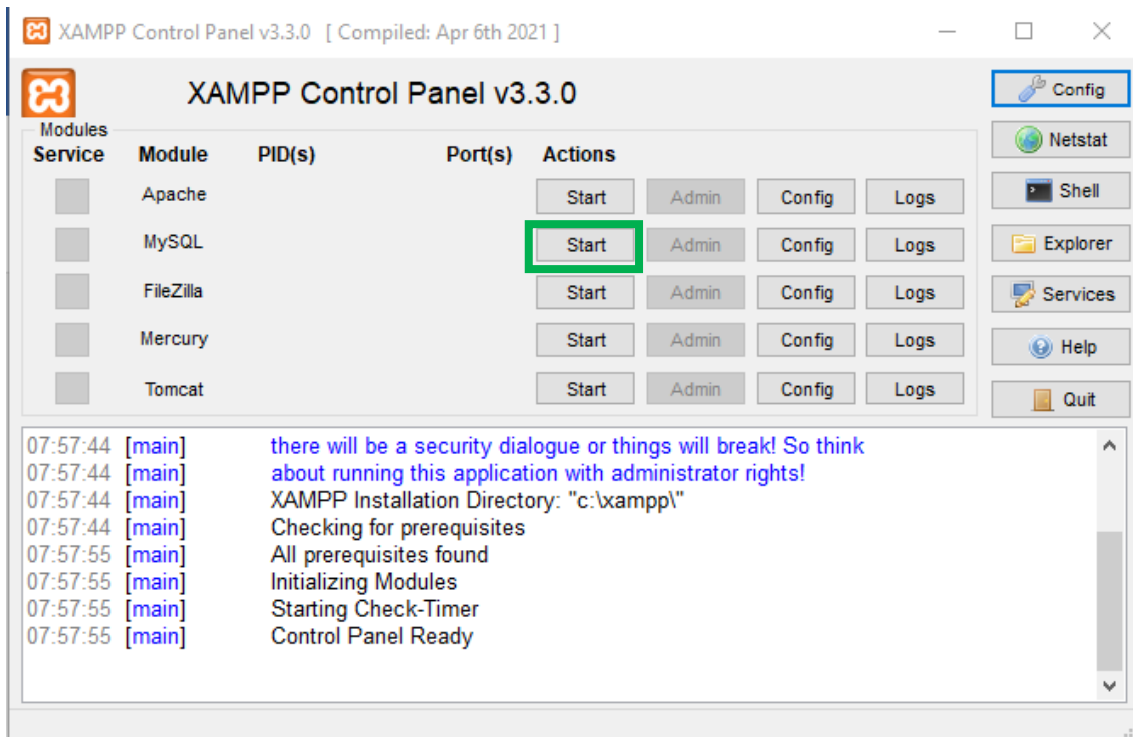 XAMPP Control Panel v3.3.0 [ Compiled: Apr 6th 2021 ]
XAMPP Control Panel v3.3.0
Config
Modules
Netstat
Service Module PID(s) Port(s) Actions
Apache Start Admin Config Logs
Shell
MySQL Start Admin Config Logs
Explorer
FileZilla Start Admin Config Logs
Services
Mercury Start Admin Config Logs
Help
Tomcat Start Admin Config Logs
Quit
07:57:44 [main] there will be a security dialogue or things will break! So think
07:57:44 [main] about running this application with administrator rights!
07:57:44 [main] XAMPP Installation Directory: "c:\xampp\"
07:57:44 [main] Checking for prerequisites
07:57:55 [main] All prerequisites found
07:57:55 [main] Initializing Modules
07:57:55 [main] Starting Check-Timer
07:57:55 [main] Control Panel Ready